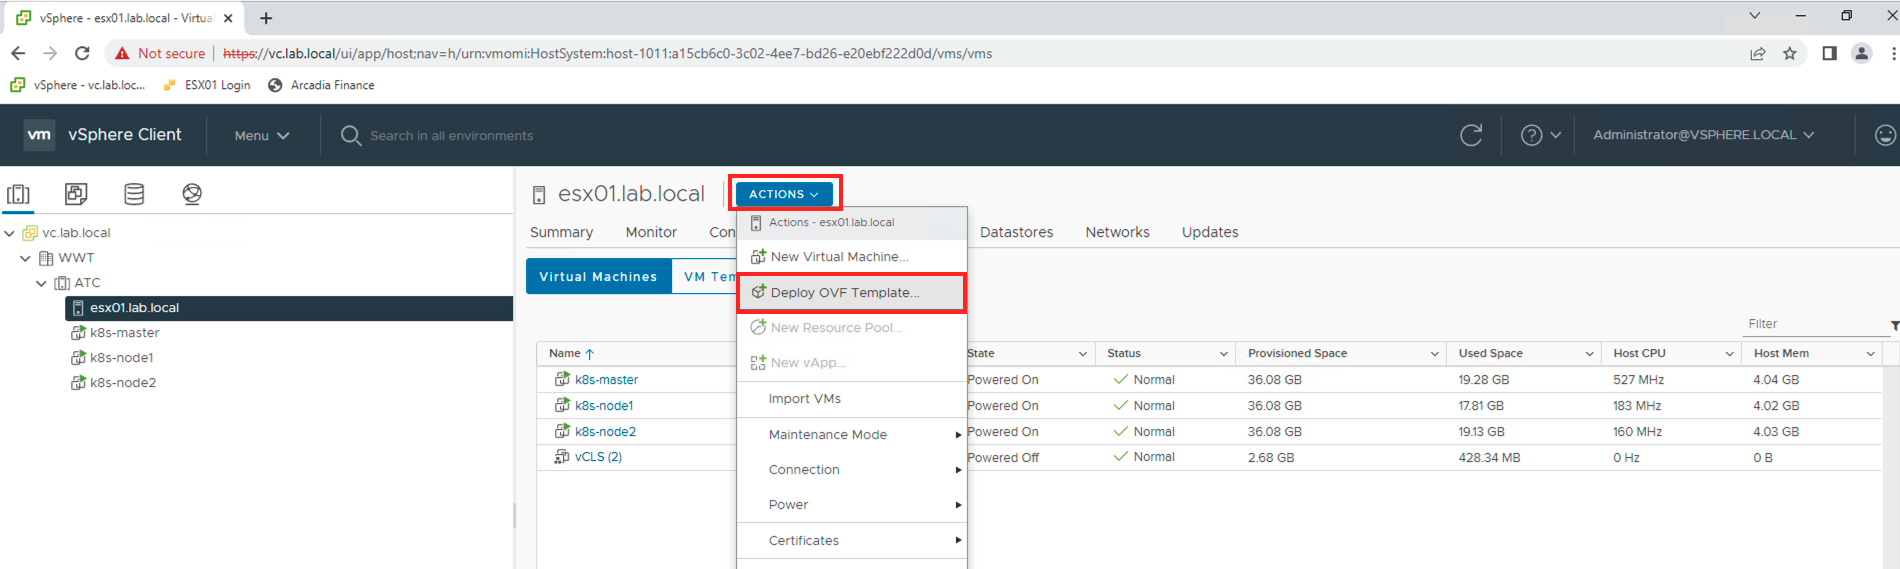 vSphere - esx01.lab.local - Virtua
Not secure https://vc.lab.local/ui/app/host;nav=h/urn:vmomi:HostSystem:host-1011:a15cb6c0-3c02-4ee7-bd26-e20ebf222d0d/vms/vms
vSphere - vc.lab.loc... ESX01 Login Arcadia Finance
vm vSphere Client Menu Search in all environments Administrator@VSPHERE.LOCAL
vc.lab.local
WWT
ATC
esx01.lab.local
k8s-master
k8s-node1
k8s-node2
esx01.lab.local ACTIONS
Summary Monitor Con Datastores Networks Updates
Virtual Machines VM Tem
Actions - esx01.lab.local
New Virtual Machine...
Deploy OVF Template...
New Resource Pool...
New vApp...
Import VMs
Maintenance Mode
Connection
Power
Certificates
Filter
Name State Status Provisioned Space Used Space Host CPU Host Mem
k8s-master Powered On Normal 36.08 GB 19.28 GB 527 MHz 4.04 GB
k8s-node1 Powered On Normal 36.08 GB 17.81 GB 183 MHz 4.02 GB
k8s-node2 Powered On Normal 36.08 GB 19.13 GB 160 MHz 4.03 GB
vCLS (2) Powered Off Normal 2.68 GB 428.34 MB 0 Hz 0 B